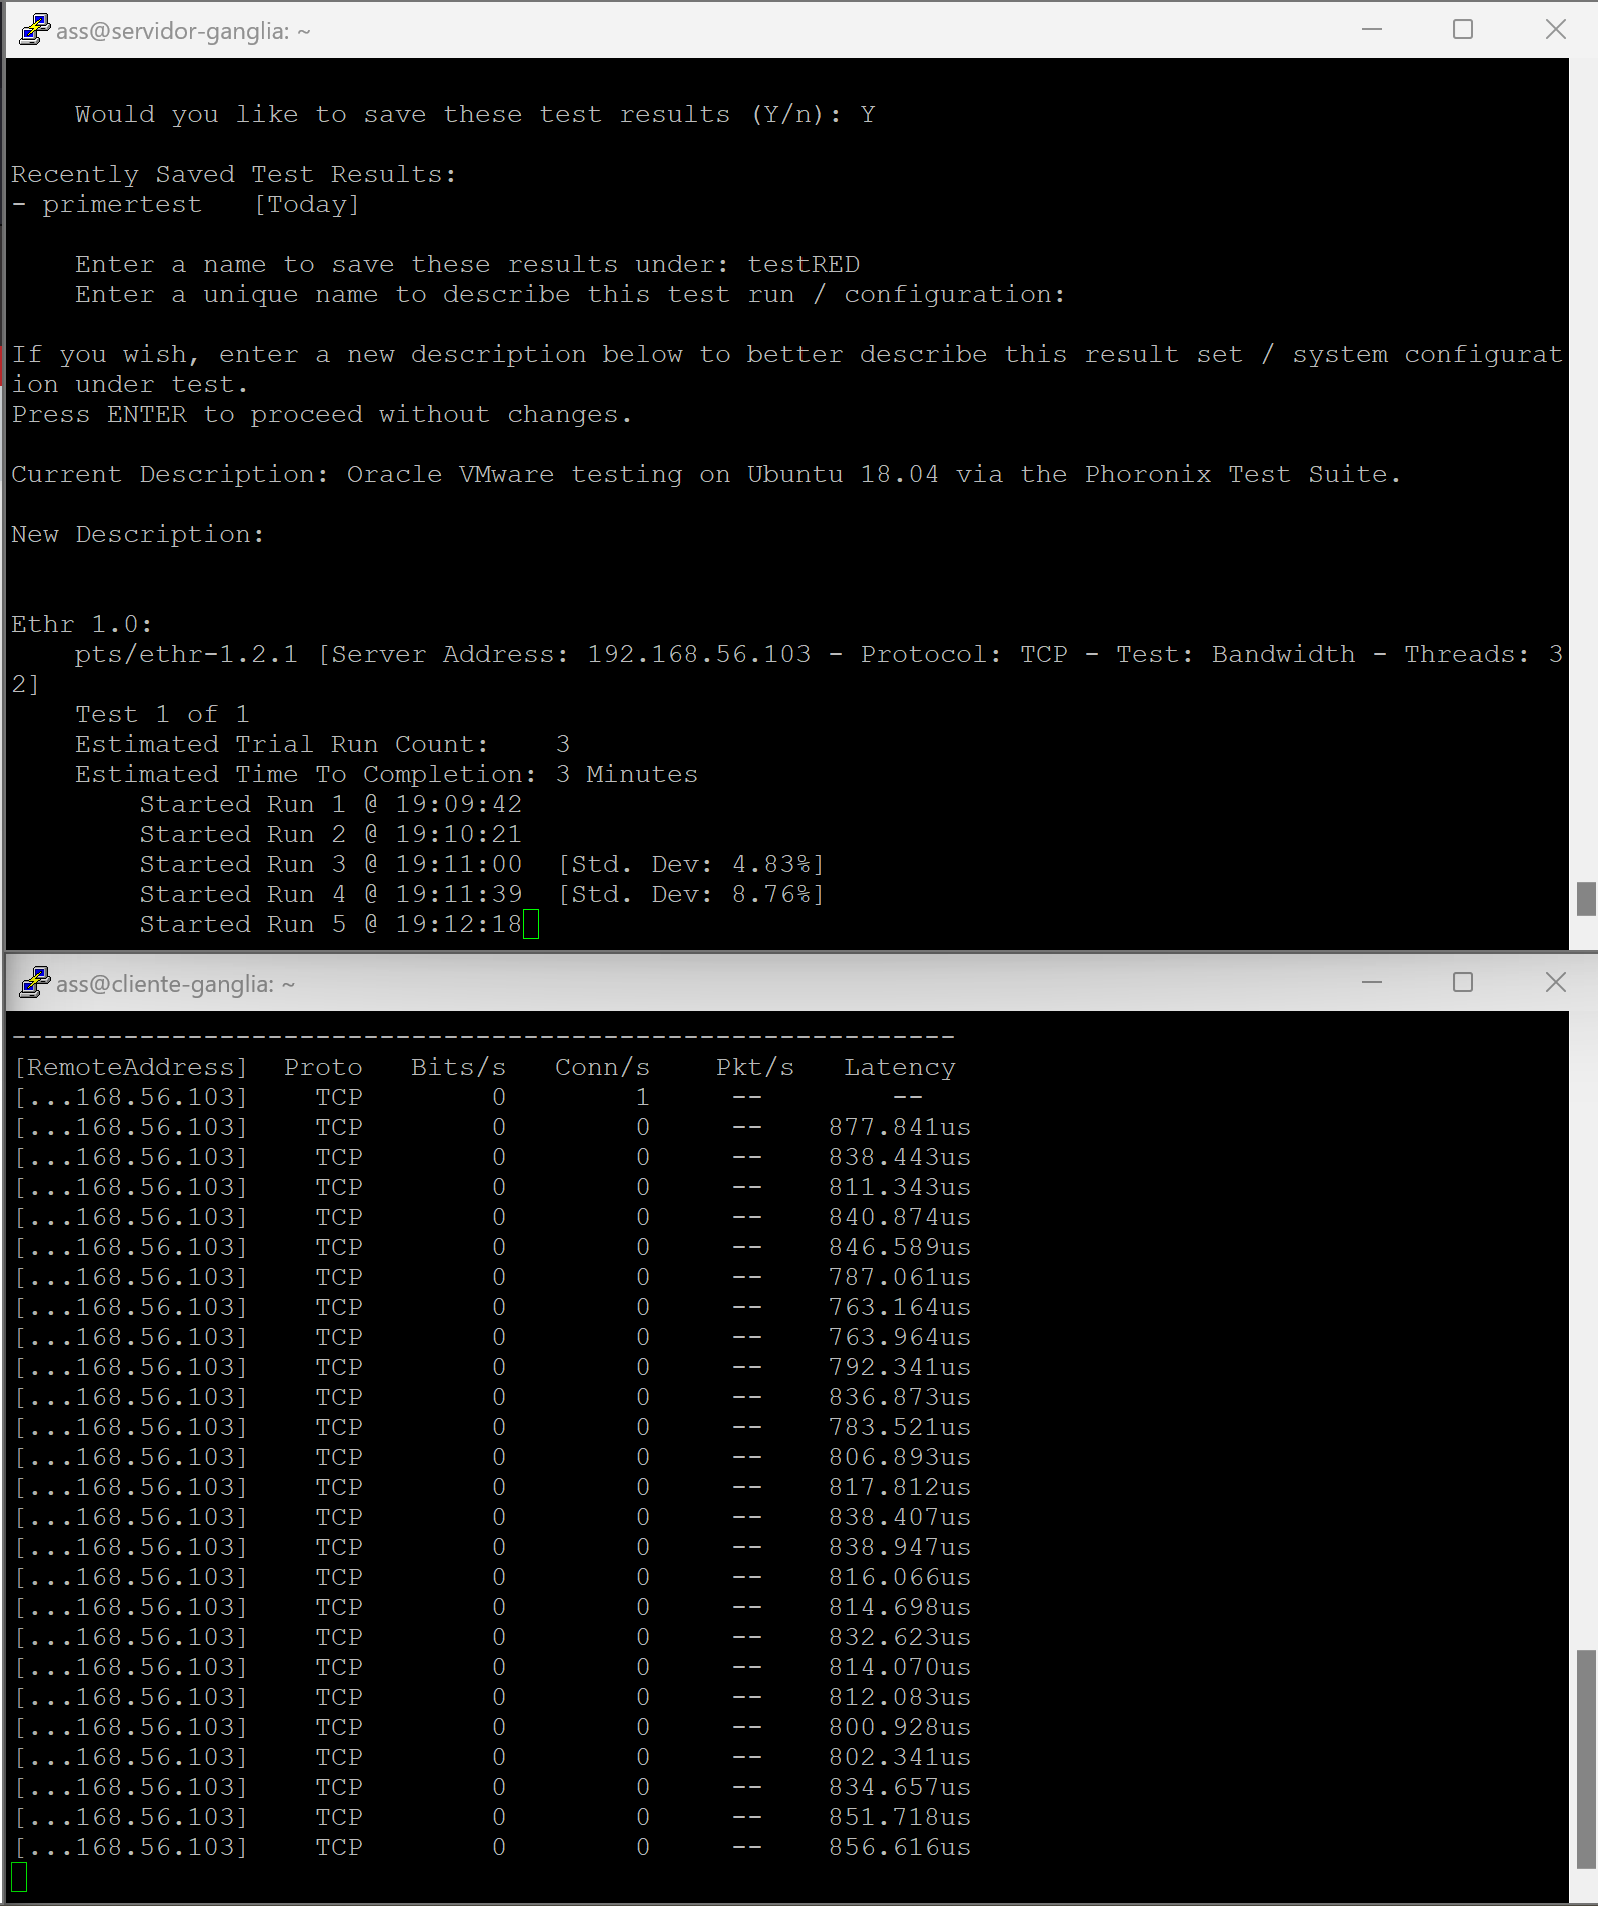 ass@servidor-ganglia: ~
Would you like to save these test results (Y/n): Y
Recently Saved Test Results:
- primertest   [Today]
Enter a name to save these results under: testRED
Enter a unique name to describe this test run / configuration:
If you wish, enter a new description below to better describe this result set / system configurat
ion under test.
Press ENTER to proceed without changes.
Current Description: Oracle VMware testing on Ubuntu 18.04 via the Phoronix Test Suite.
New Description:
Ethr 1.0:
pts/ethr-1.2.1 [Server Address: 192.168.56.103 - Protocol: TCP - Test: Bandwidth - Threads: 3
2]
Test 1 of 1
Estimated Trial Run Count:    3
Estimated Time To Completion: 3 Minutes
Started Run 1 @ 19:09:42
Started Run 2 @ 19:10:21
Started Run 3 @ 19:11:00  [Std. Dev: 4.83%]
Started Run 4 @ 19:11:39  [Std. Dev: 8.76%]
Started Run 5 @ 19:12:18
ass@cliente-ganglia: ~
-----------------------------------------------------------
[RemoteAddress]  Proto   Bits/s   Conn/s    Pkt/s   Latency
[...168.56.103]    TCP        0        1     --        --
[...168.56.103]    TCP        0        0     --    877.841us
[...168.56.103]    TCP        0        0     --    838.443us
[...168.56.103]    TCP        0        0     --    811.343us
[...168.56.103]    TCP        0        0     --    840.874us
[...168.56.103]    TCP        0        0     --    846.589us
[...168.56.103]    TCP        0        0     --    787.061us
[...168.56.103]    TCP        0        0     --    763.164us
[...168.56.103]    TCP        0        0     --    763.964us
[...168.56.103]    TCP        0        0     --    792.341us
[...168.56.103]    TCP        0        0     --    836.873us
[...168.56.103]    TCP        0        0     --    783.521us
[...168.56.103]    TCP        0        0     --    806.893us
[...168.56.103]    TCP        0        0     --    817.812us
[...168.56.103]    TCP        0        0     --    838.407us
[...168.56.103]    TCP        0        0     --    838.947us
[...168.56.103]    TCP        0        0     --    816.066us
[...168.56.103]    TCP        0        0     --    814.698us
[...168.56.103]    TCP        0        0     --    832.623us
[...168.56.103]    TCP        0        0     --    814.070us
[...168.56.103]    TCP        0        0     --    812.083us
[...168.56.103]    TCP        0        0     --    800.928us
[...168.56.103]    TCP        0        0     --    802.341us
[...168.56.103]    TCP        0        0     --    834.657us
[...168.56.103]    TCP        0        0     --    851.718us
[...168.56.103]    TCP        0        0     --    856.616us